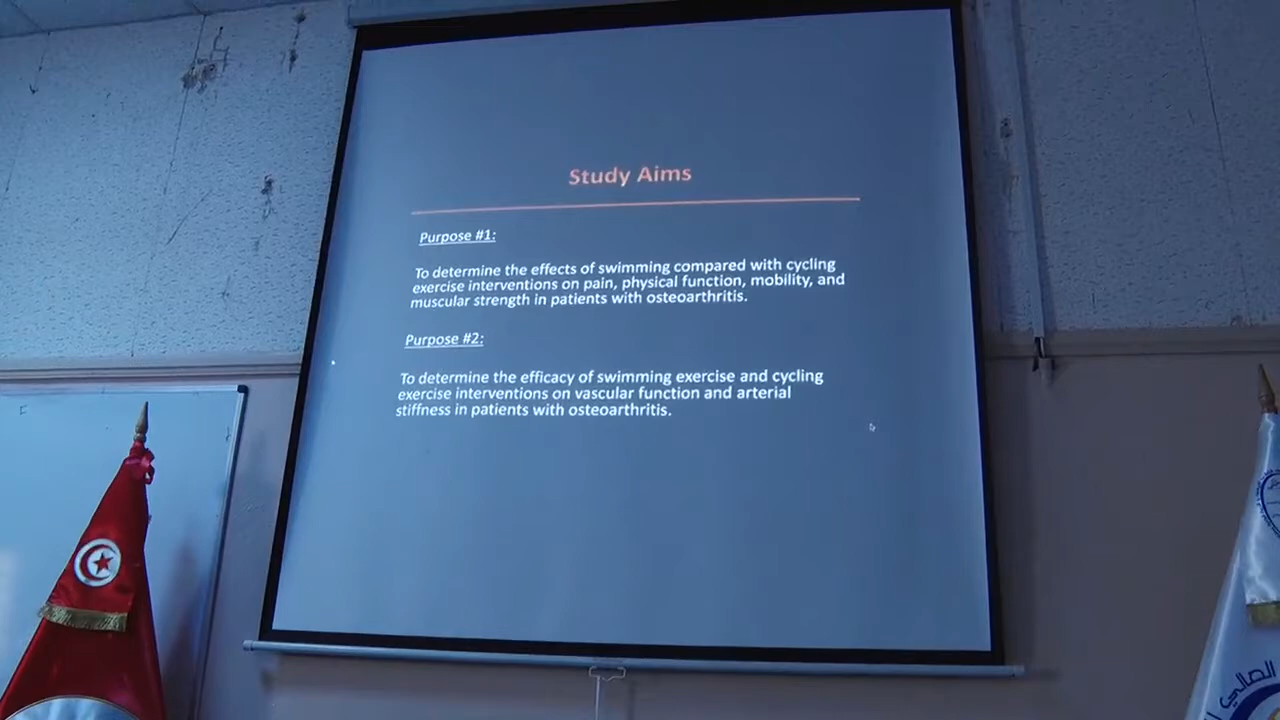 Study Aims
Purpose #1:
To determine the effects of swimming compared with cycling
exercise interventions on pain, physical function, mobility, and
muscular strength in patients with osteoarthritis.
Purpose #2:
To determine the efficacy of swimming exercise and cycling
exercise interventions on vascular function and arterial
stiffness in patients with osteoarthritis.
العالي